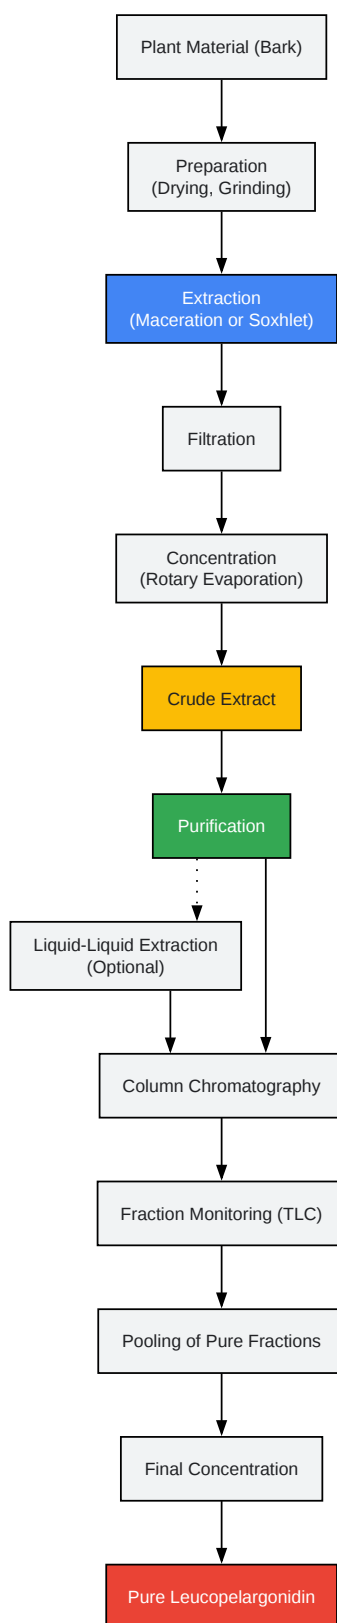 Plant Material (Bark)
Preparation
(Drying, Grinding)
Extraction
(Maceration or Soxhlet)
Filtration
Concentration
(Rotary Evaporation)
Crude Extract
Purification
Liquid-Liquid Extraction
(Optional)
Column Chromatography
Fraction Monitoring (TLC)
Pooling of Pure Fractions
Final Concentration
Pure Leucopelargonidin